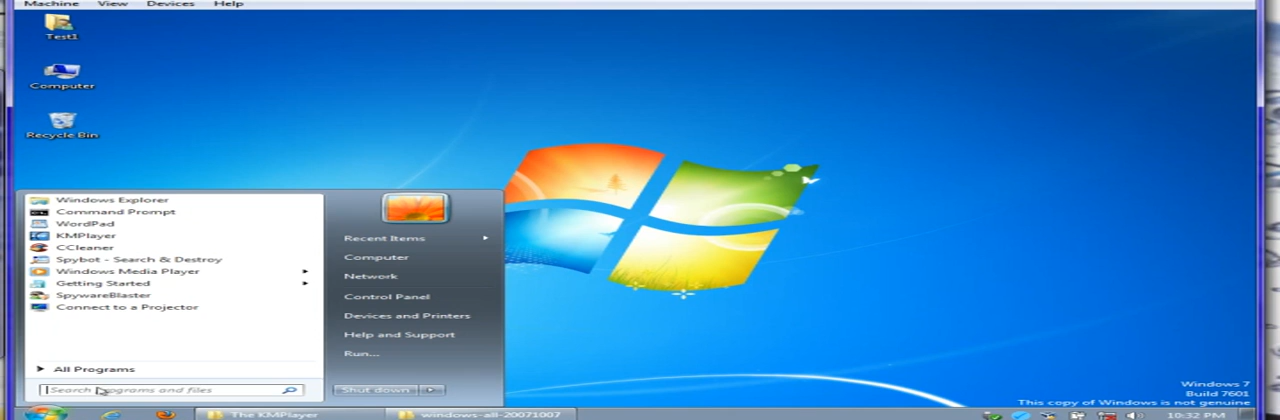 Machine View Devices Help
Test1
Computer
Recycle Bin
Windows Explorer
Command Prompt
WordPad
KMPlayer
CCleaner
Spybot - Search & Destroy
Windows Media Player
Getting Started
SpywareBlaster
Connect to a Projector
All Programs
Search programs and files
Recent Items
Computer
Network
Control Panel
Devices and Printers
Help and Support
Run...
Shut down
Windows 7
Build 7601
This copy of Windows is not genuine
The KMPlayer
windows-all-20071007
10:32 PM